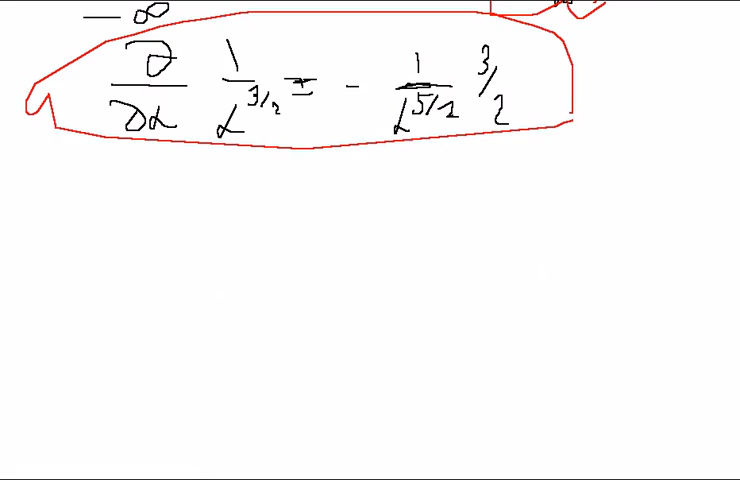 — ∞
∂/∂α 1/α^3/2 = - 1/α^5/2 3/2